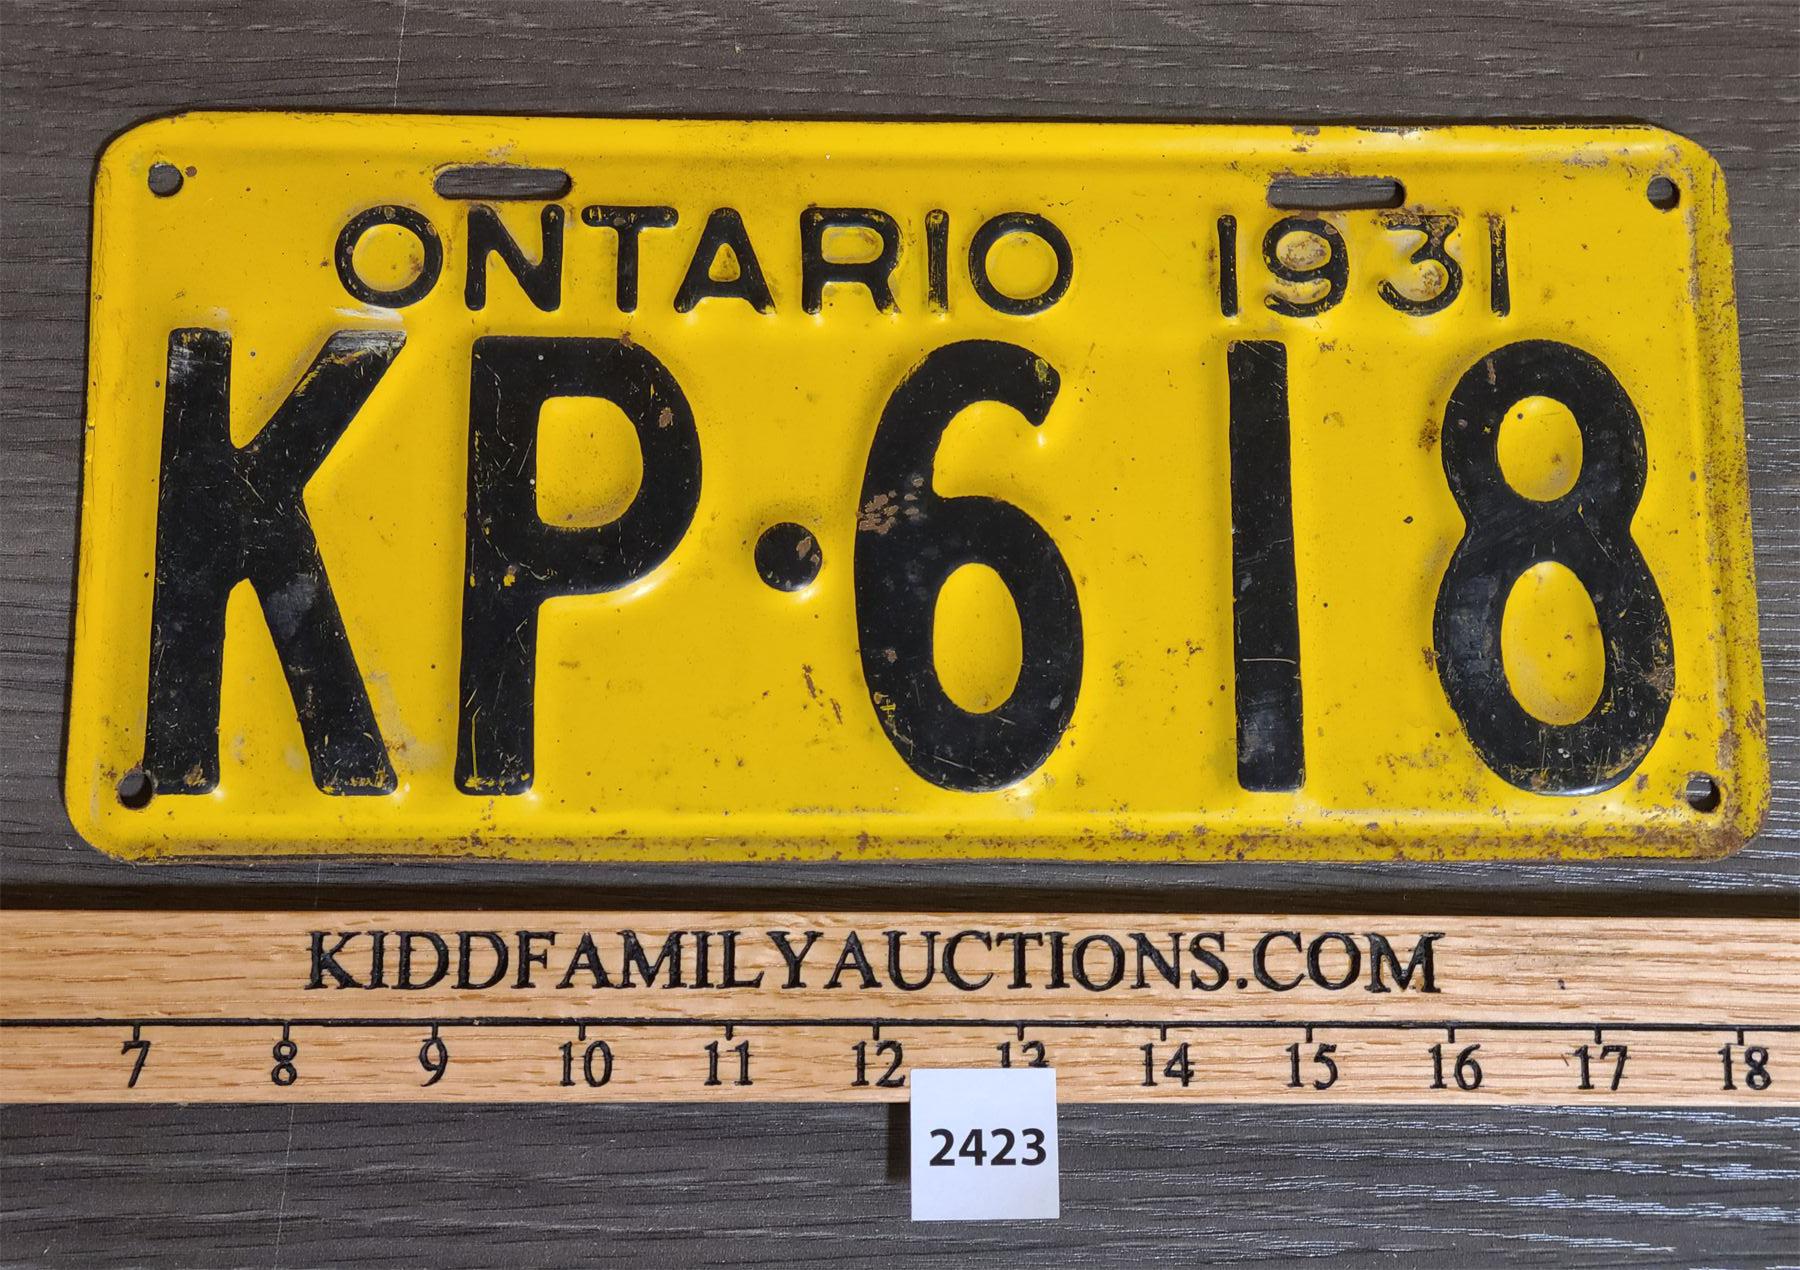 ONTARIO 1931
KP·618
KIDDFAMILYAUCTIONS.COM
7 8 9 10 11 12 13 14 15 16 17 18
2423